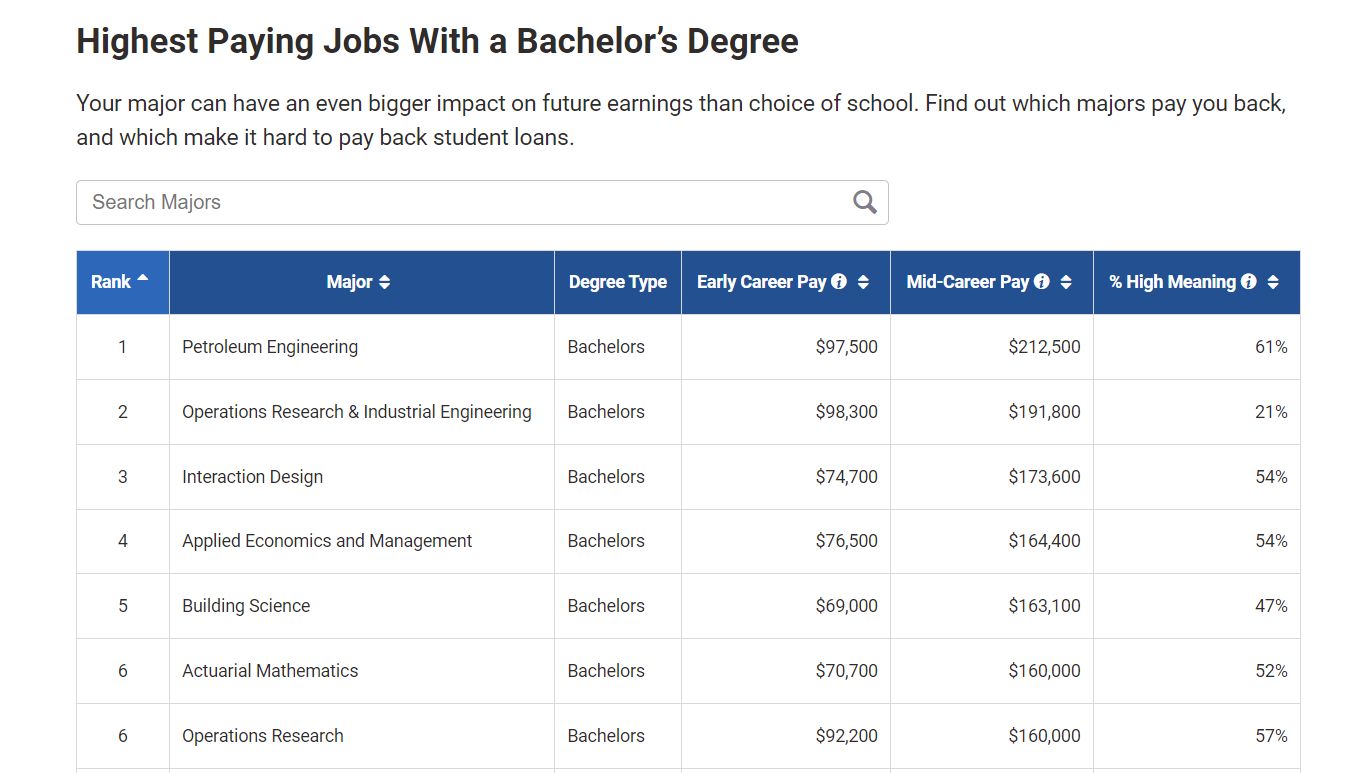 Highest Paying Jobs With a Bachelor’s Degree
Your major can have an even bigger impact on future earnings than choice of school. Find out which majors pay you back,
and which make it hard to pay back student loans.
Search Majors
Rank Major Degree Type Early Career Pay Mid-Career Pay % High Meaning
1 Petroleum Engineering Bachelors $97,500 $212,500 61%
2 Operations Research & Industrial Engineering Bachelors $98,300 $191,800 21%
3 Interaction Design Bachelors $74,700 $173,600 54%
4 Applied Economics and Management Bachelors $76,500 $164,400 54%
5 Building Science Bachelors $69,000 $163,100 47%
6 Actuarial Mathematics Bachelors $70,700 $160,000 52%
6 Operations Research Bachelors $92,200 $160,000 57%